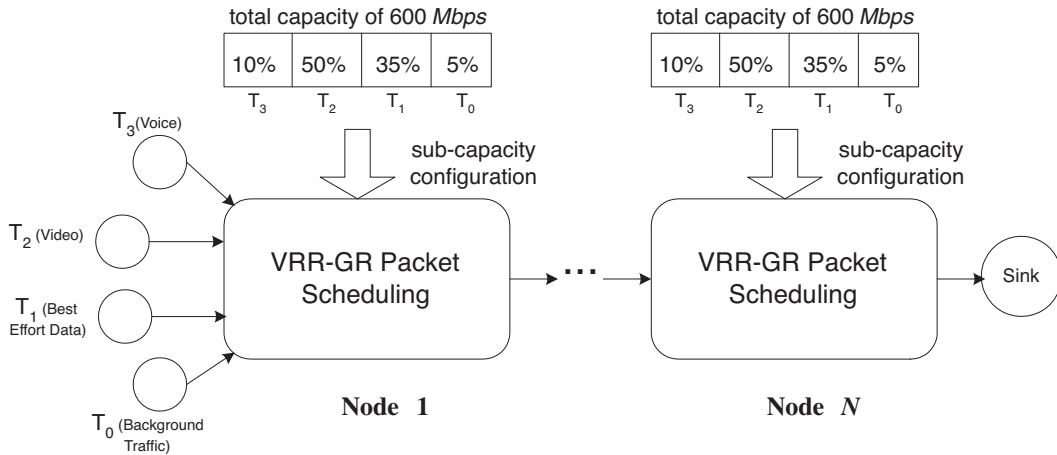 total capacity of 600 Mbps
10% 50% 35% 5%
T3 T2 T1 T0
sub-capacity
configuration
total capacity of 600 Mbps
10% 50% 35% 5%
T3 T2 T1 T0
sub-capacity
configuration
T3 (Voice)
T2 (Video)
T1 (Best
Effort Data)
T0 (Background
Traffic)
VRR-GR Packet
Scheduling
...
VRR-GR Packet
Scheduling
Sink
Node 1
Node N